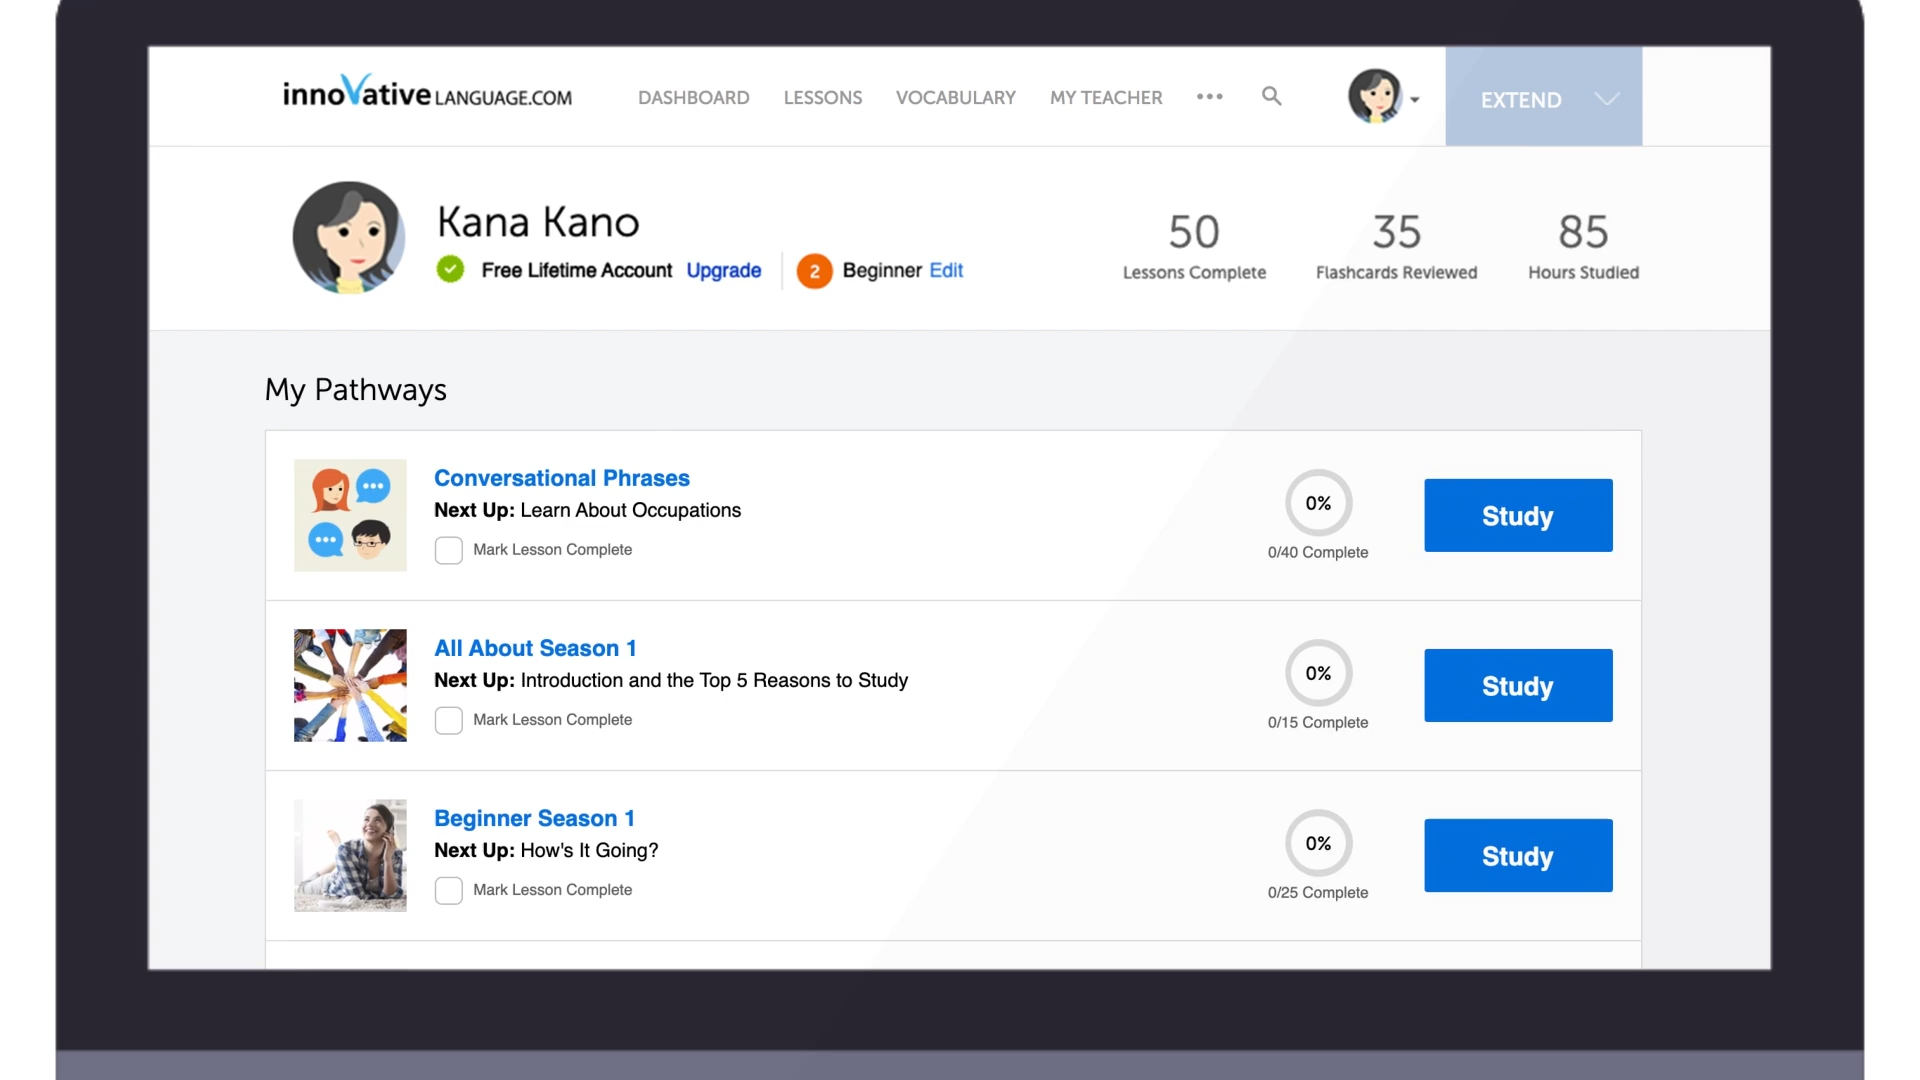 innoVative LANGUAGE.COM
DASHBOARD
LESSONS
VOCABULARY
MY TEACHER
EXTEND
Kana Kano
Free Lifetime Account Upgrade
2 Beginner Edit
50
Lessons Complete
35
Flashcards Reviewed
85
Hours Studied
My Pathways
Conversational Phrases
Next Up: Learn About Occupations
Mark Lesson Complete
0%
0/40 Complete
Study
All About Season 1
Next Up: Introduction and the Top 5 Reasons to Study
Mark Lesson Complete
0%
0/15 Complete
Study
Beginner Season 1
Next Up: How's It Going?
Mark Lesson Complete
0%
0/25 Complete
Study